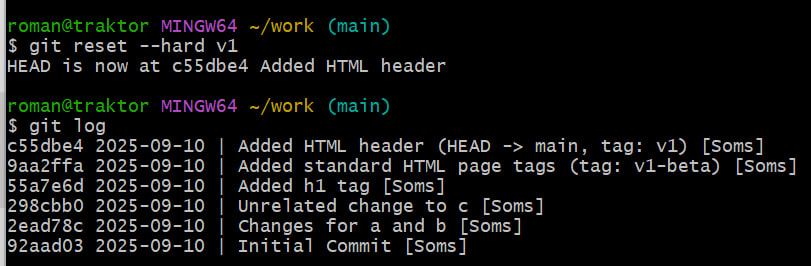 roman@traktor MINGW64 ~/work (main)
$ git reset --hard v1
HEAD is now at c55dbe4 Added HTML header
roman@traktor MINGW64 ~/work (main)
$ git log
c55dbe4 2025-09-10 | Added HTML header (HEAD -> main, tag: v1) [Soms]
9aa2ffa 2025-09-10 | Added standard HTML page tags (tag: v1-beta) [Soms]
55a7e6d 2025-09-10 | Added h1 tag [Soms]
298cbb0 2025-09-10 | Unrelated change to c [Soms]
2ead78c 2025-09-10 | Changes for a and b [Soms]
92aad03 2025-09-10 | Initial Commit [Soms]